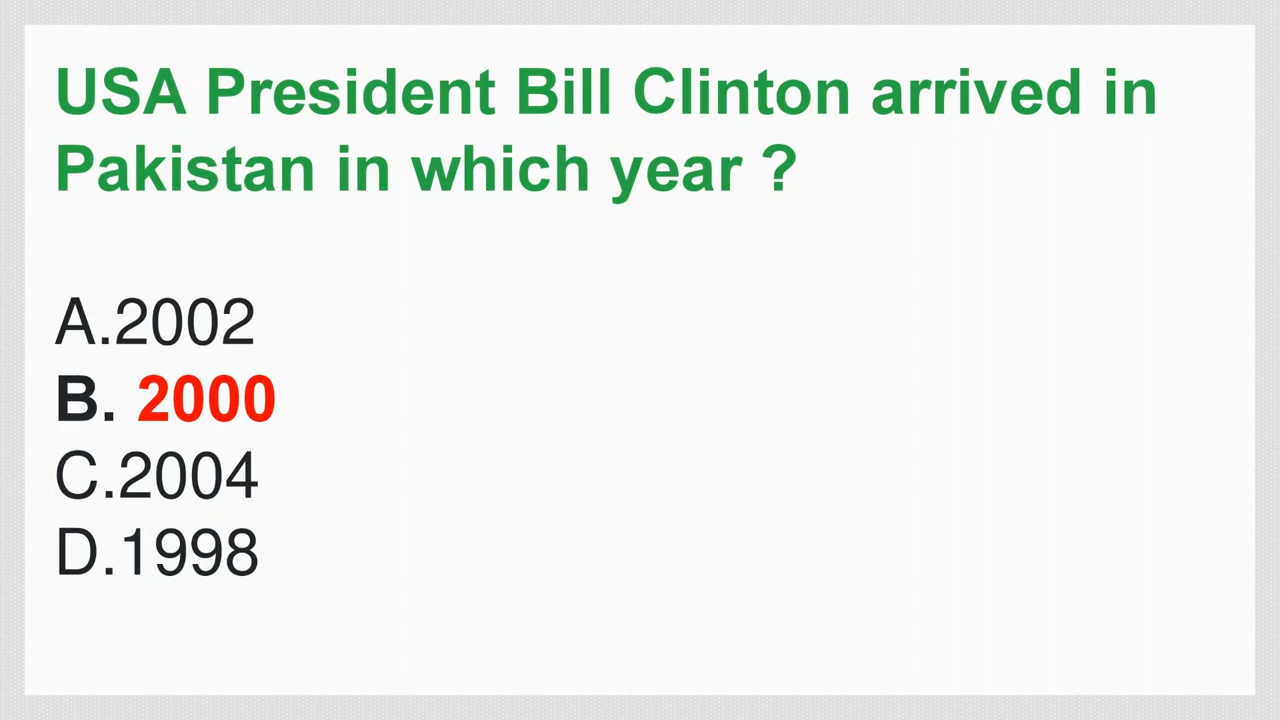 USA President Bill Clinton arrived in
Pakistan in which year ?
A.2002
B. 2000
C.2004
D.1998